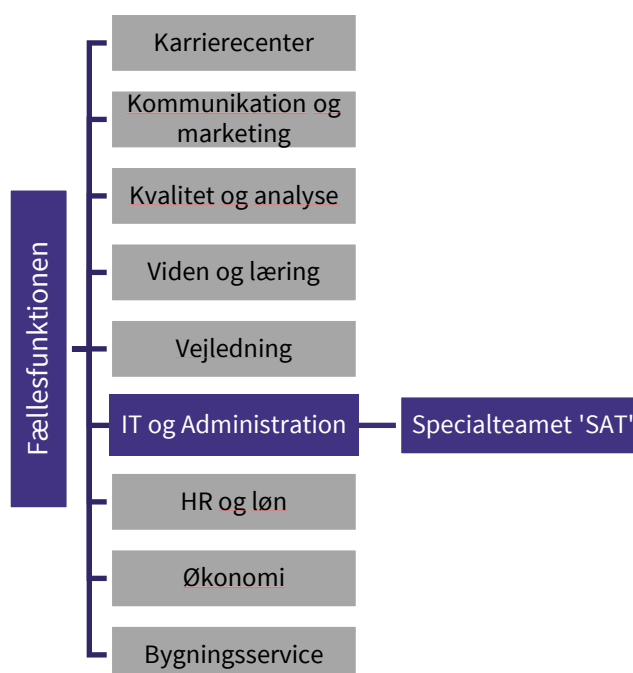 Karrierecenter
Kommunikation og
marketing
Kvalitet og analyse
Viden og læring
Vejledning
Fællesfunktionen
IT og Administration
Specialteamet 'SAT'
HR og løn
Økonomi
Bygningsservice